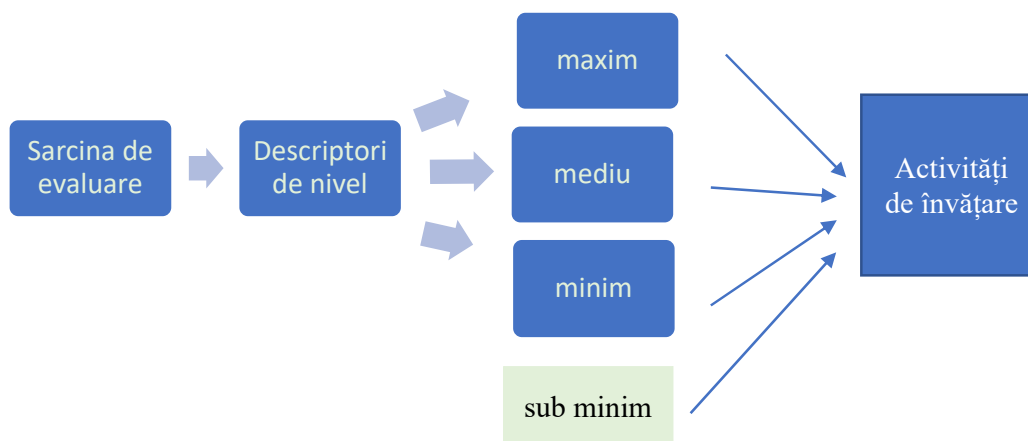 Sarcina de
evaluare
Descriptori
de nivel
maxim
mediu
minim
sub minim
Activități
de învățare